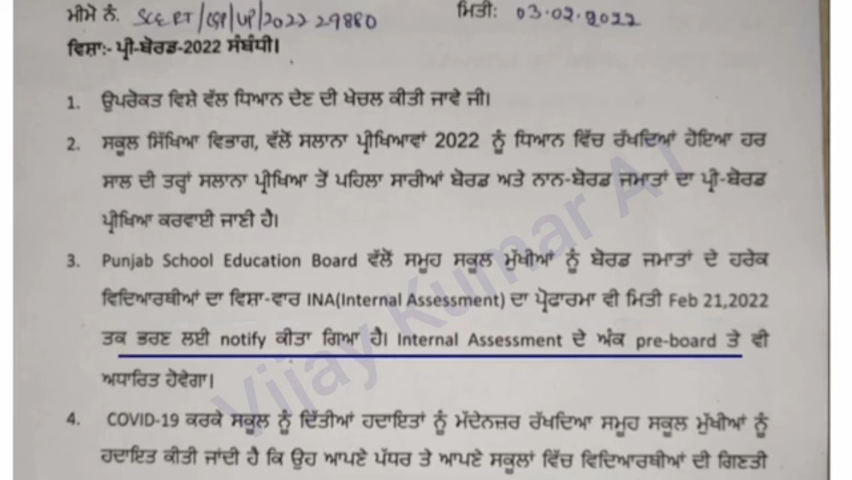 ਮੀਮੋ ਨੰ. SCERT/CSP/UP/2022 29880 ਮਿਤੀ: 03.02.2022
ਵਿਸ਼ਾ:- ਪ੍ਰੀ-ਬੋਰਡ-2022 ਸੰਬੰਧੀ।
1. ਉਪਰੋਕਤ ਵਿਸ਼ੇ ਵੱਲ ਧਿਆਨ ਦੇਣ ਦੀ ਖੇਚਲ ਕੀਤੀ ਜਾਵੇ ਜੀ।
2. ਸਕੂਲ ਸਿੱਖਿਆ ਵਿਭਾਗ, ਵੱਲੋਂ ਸਲਾਨਾ ਪ੍ਰੀਖਿਆਵਾਂ 2022 ਨੂੰ ਧਿਆਨ ਵਿੱਚ ਰੱਖਦਿਆਂ ਹੋਇਆ ਹਰ
ਸਾਲ ਦੀ ਤਰ੍ਹਾਂ ਸਲਾਨਾ ਪ੍ਰੀਖਿਆ ਤੋਂ ਪਹਿਲਾ ਸਾਰੀਆਂ ਬੋਰਡ ਅਤੇ ਨਾਨ-ਬੋਰਡ ਜਮਾਤਾਂ ਦਾ ਪ੍ਰੀ-ਬੋਰਡ
ਪ੍ਰੀਖਿਆ ਕਰਵਾਈ ਜਾਣੀ ਹੈ।
3. Punjab School Education Board ਵੱਲੋਂ ਸਮੂਹ ਸਕੂਲ ਮੁੱਖੀਆਂ ਨੂੰ ਬੋਰਡ ਜਮਾਤਾਂ ਦੇ ਹਰੇਕ
ਵਿਦਿਆਰਥੀਆਂ ਦਾ ਵਿਸ਼ਾ-ਵਾਰ INA(Internal Assessment) ਦਾ ਪ੍ਰੋਫਾਰਮਾ ਵੀ ਮਿਤੀ Feb 21,2022
ਤਕ ਭਰਣ ਲਈ notify ਕੀਤਾ ਗਿਆ ਹੈ। Internal Assessment ਦੇ ਅੰਕ pre-board ਤੇ ਵੀ
ਅਧਾਰਿਤ ਹੋਵੇਗਾ।
4. COVID-19 ਕਰਕੇ ਸਕੂਲ ਨੂੰ ਦਿੱਤੀਆਂ ਹਦਾਇਤਾਂ ਨੂੰ ਮੱਦੇਨਜ਼ਰ ਰੱਖਦਿਆ ਸਮੂਹ ਸਕੂਲ ਮੁੱਖੀਆਂ ਨੂੰ
ਹਦਾਇਤ ਕੀਤੀ ਜਾਂਦੀ ਹੈ ਕਿ ਉਹ ਆਪਣੇ ਪੱਧਰ ਤੇ ਆਪਣੇ ਸਕੂਲਾਂ ਵਿੱਚ ਵਿਦਿਆਰਥੀਆਂ ਦੀ ਗਿਣਤੀ
Vijay Kumar A